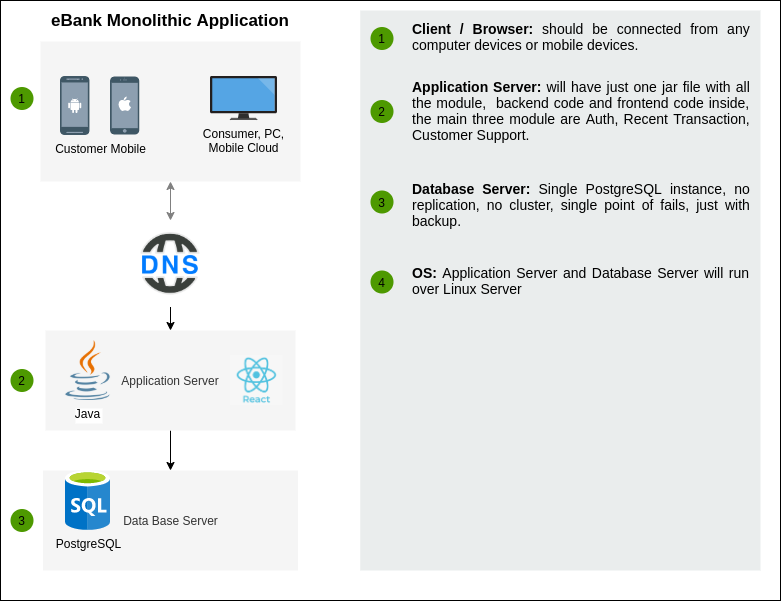 eBank Monolithic Application
1
Customer Mobile
Consumer, PC,
Mobile Cloud
DNS
2
Java
Application Server
React
3
SQL
PostgreSQL
Data Base Server
1
Client / Browser: should be connected from any
computer devices or mobile devices.
2
Application Server: will have just one jar file with all
the module, backend code and frontend code inside,
the main three module are Auth, Recent Transaction,
Customer Support.
3
Database Server: Single PostgreSQL instance, no
replication, no cluster, single point of fails, just with
backup.
4
OS: Application Server and Database Server will run
over Linux Server